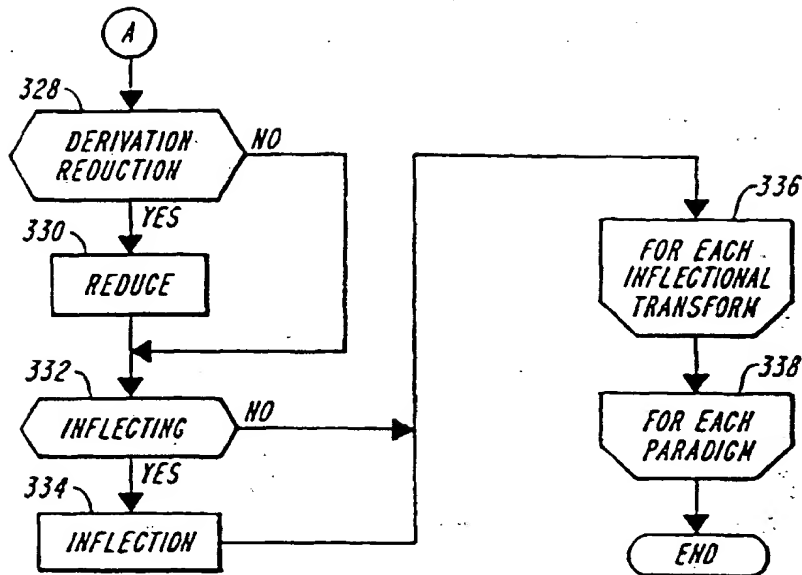 A
328
DERIVATION
REDUCTION
NO
YES
330
REDUCE
332
INFLECTING
NO
YES
334
INFLECTION
336
FOR EACH
INFLECTIONAL
TRANSFORM
338
FOR EACH
PARADIGM
END